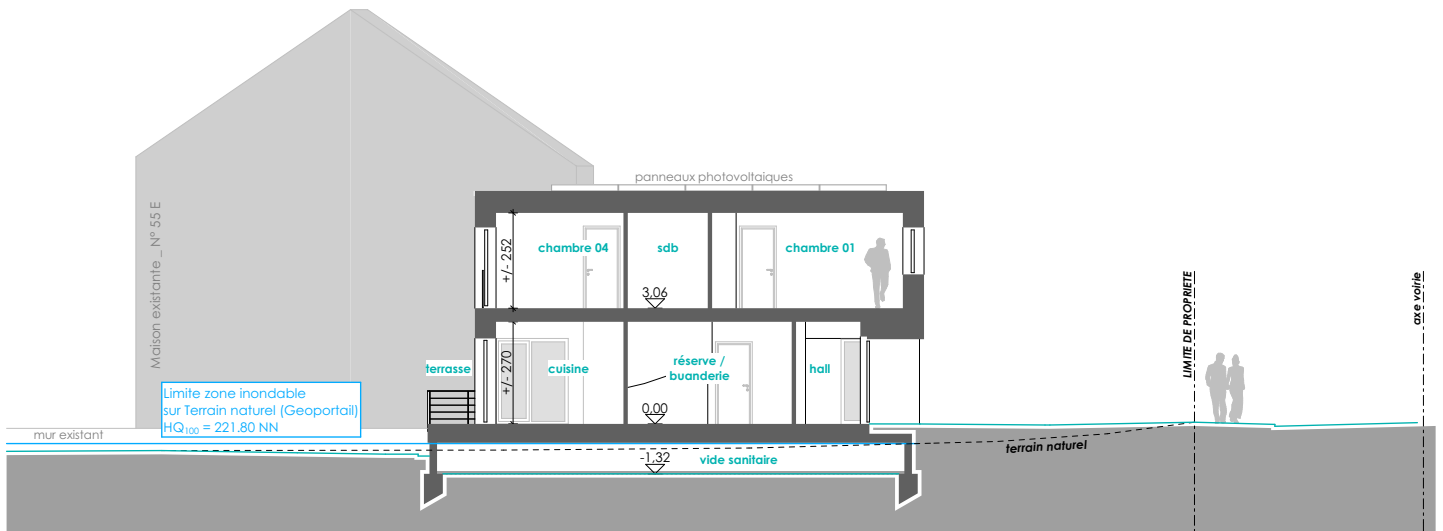 panneaux photovoltaiques
Maison existante _ N° 55 E
+/- 252
chambre 04
sdb
chambre 01
3,06
LIMITE DE PROPRIETE
axe voirie
terrasse
+/- 270
cuisine
réserve /
buanderie
hall
Limite zone inondable
sur Terrain naturel (Geoportail)
HQ100 = 221.80 NN
0,00
mur existant
terrain naturel
-1,32
vide sanitaire